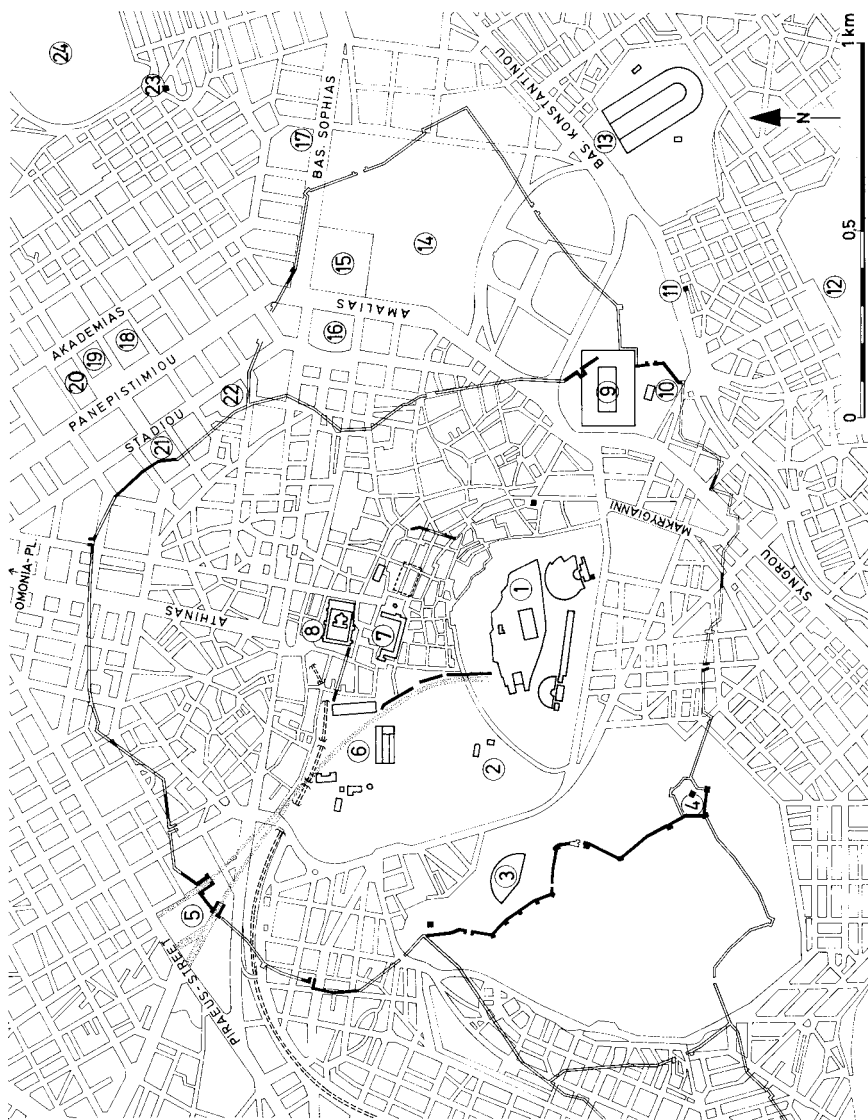 OMONIA-PL.
ATHINAS
PIRAEUS-STREET
STADIOU
PANEPISTIMIOU
AKADEMIAS
BAS. SOPHIAS
AMALIAS
BAS. KONSTANTINOU
MAKRYGIANNI
SYNGROU
N
0
0,5
1 km
1
2
3
4
5
6
7
8
9
10
11
12
13
14
15
16
17
18
19
20
21
22
23
24